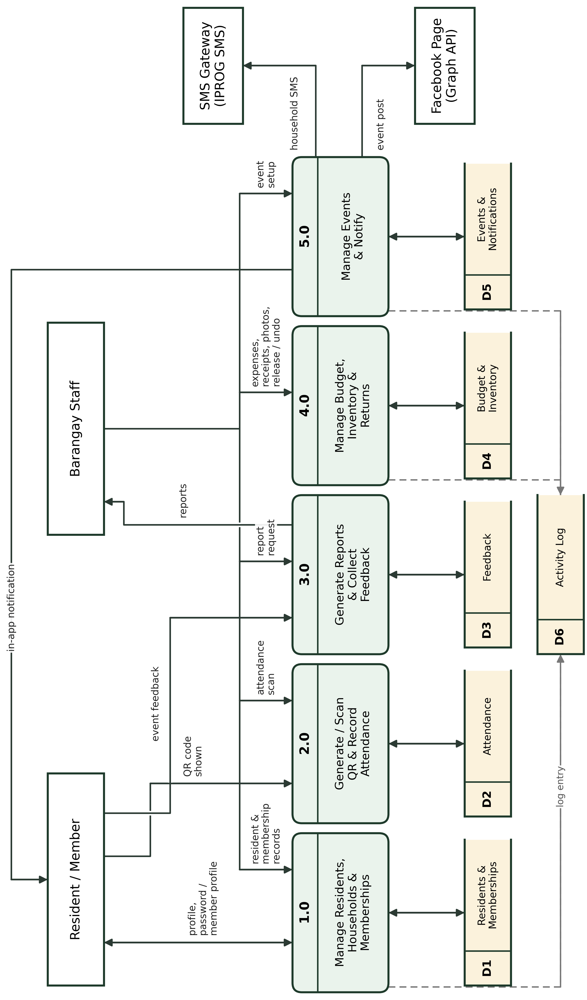 in-app notification
Resident / Member
Barangay Staff
SMS Gateway
(IPROG SMS)
Facebook Page
(Graph API)
profile,
password /
member profile
QR code
shown
event feedback
reports
resident &
membership
records
attendance
scan
report
request
expenses,
receipts, photos,
release / undo
event
setup
household SMS
event post
1.0
Manage Residents,
Households &
Memberships
2.0
Generate / Scan
QR & Record
Attendance
3.0
Generate Reports
& Collect
Feedback
4.0
Manage Budget,
Inventory &
Returns
5.0
Manage Events
& Notify
D1
Residents &
Memberships
D2
Attendance
D3
Feedback
D4
Budget &
Inventory
D5
Events &
Notifications
log entry
D6
Activity Log